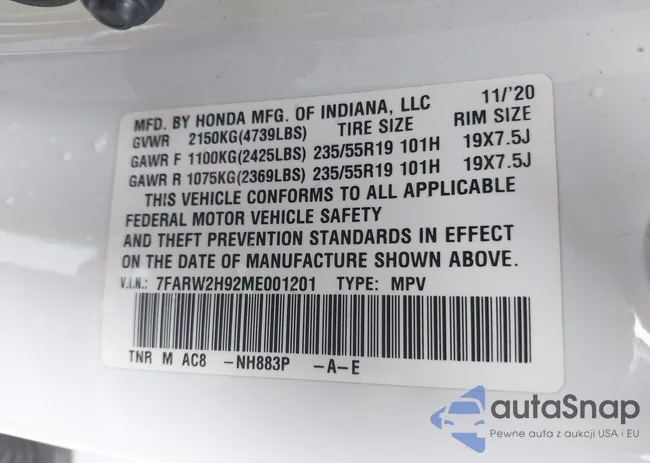 MFD. BY HONDA MFG. OF INDIANA, LLC 11/'20
GVWR 2150KG(4739LBS) TIRE SIZE RIM SIZE
GAWR F 1100KG(2425LBS) 235/55R19 101H 19X7.5J
GAWR R 1075KG(2369LBS) 235/55R19 101H 19X7.5J
THIS VEHICLE CONFORMS TO ALL APPLICABLE
FEDERAL MOTOR VEHICLE SAFETY
AND THEFT PREVENTION STANDARDS IN EFFECT
ON THE DATE OF MANUFACTURE SHOWN ABOVE.
V.I.N.: 7FARW2H92ME001201 TYPE: MPV
TNR M AC8 -NH883P -A-E
autaSnap
Pewne auta z aukcji USA i EU